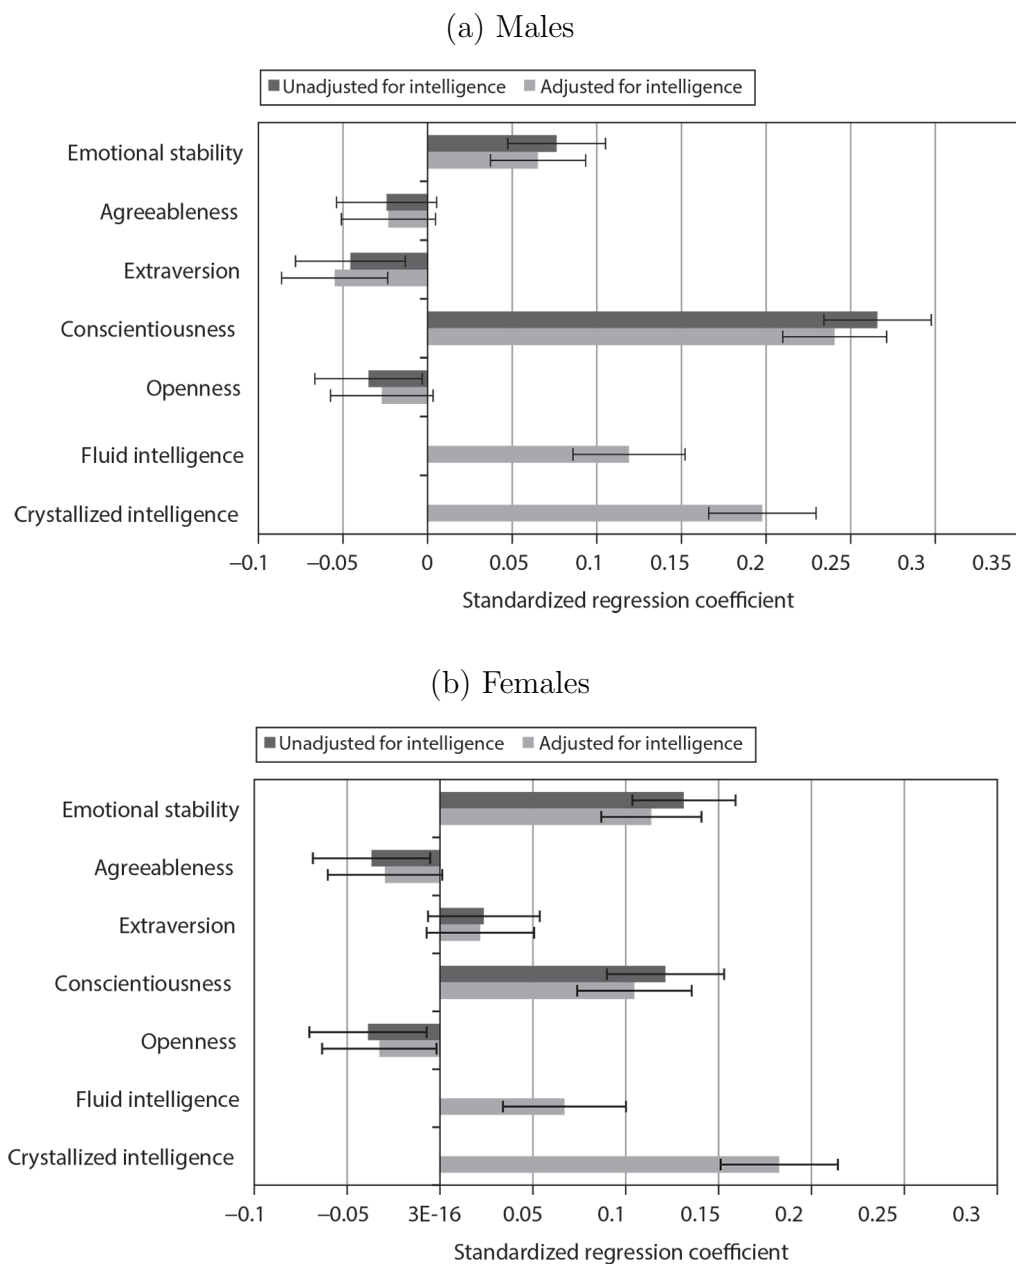 (a) Males
Unadjusted for intelligence Adjusted for intelligence
Emotional stability
Agreeableness
Extraversion
Conscientiousness
Openness
Fluid intelligence
Crystallized intelligence
−0.1 −0.05 0 0.05 0.1 0.15 0.2 0.25 0.3 0.35
Standardized regression coefficient
(b) Females
Unadjusted for intelligence Adjusted for intelligence
Emotional stability
Agreeableness
Extraversion
Conscientiousness
Openness
Fluid intelligence
Crystallized intelligence
−0.1 −0.05 3E-16 0.05 0.1 0.15 0.2 0.25 0.3
Standardized regression coefficient